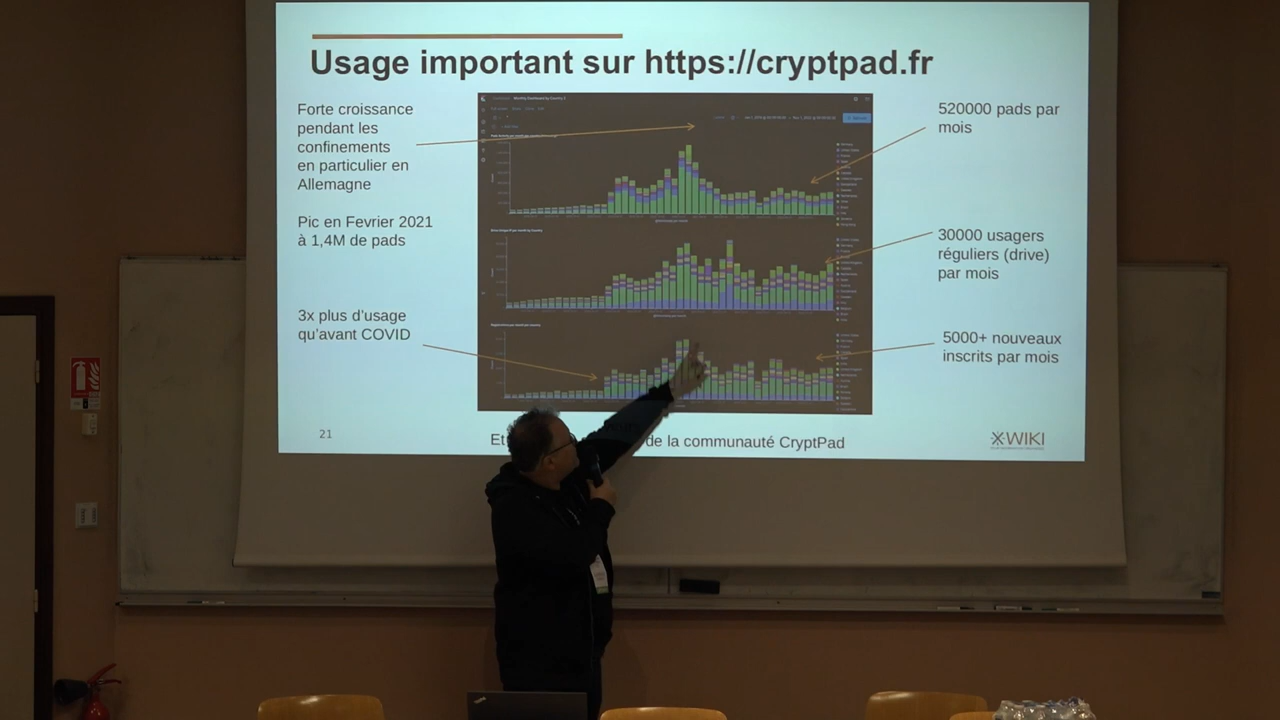 Usage important sur https://cryptpad.fr
Forte croissance
pendant les
confinements
en particulier en
Allemagne
Pic en Fevrier 2021
à 1,4M de pads
3x plus d'usage
qu'avant COVID
520000 pads par
mois
30000 usagers
réguliers (drive)
par mois
5000+ nouveaux
inscrits par mois
21
Et
de la communauté CryptPad
XWIKI